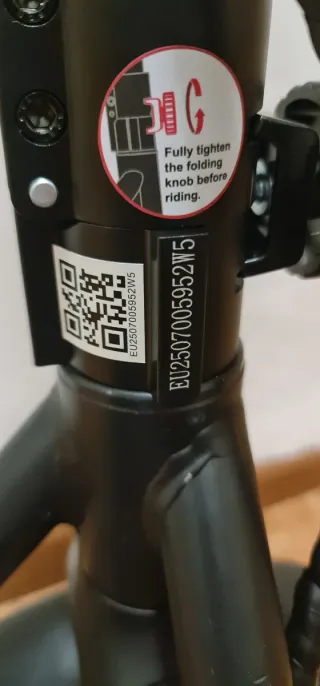 Fully tighten
the folding
knob before
riding.
EU2507005952W5
EU2507005952W5